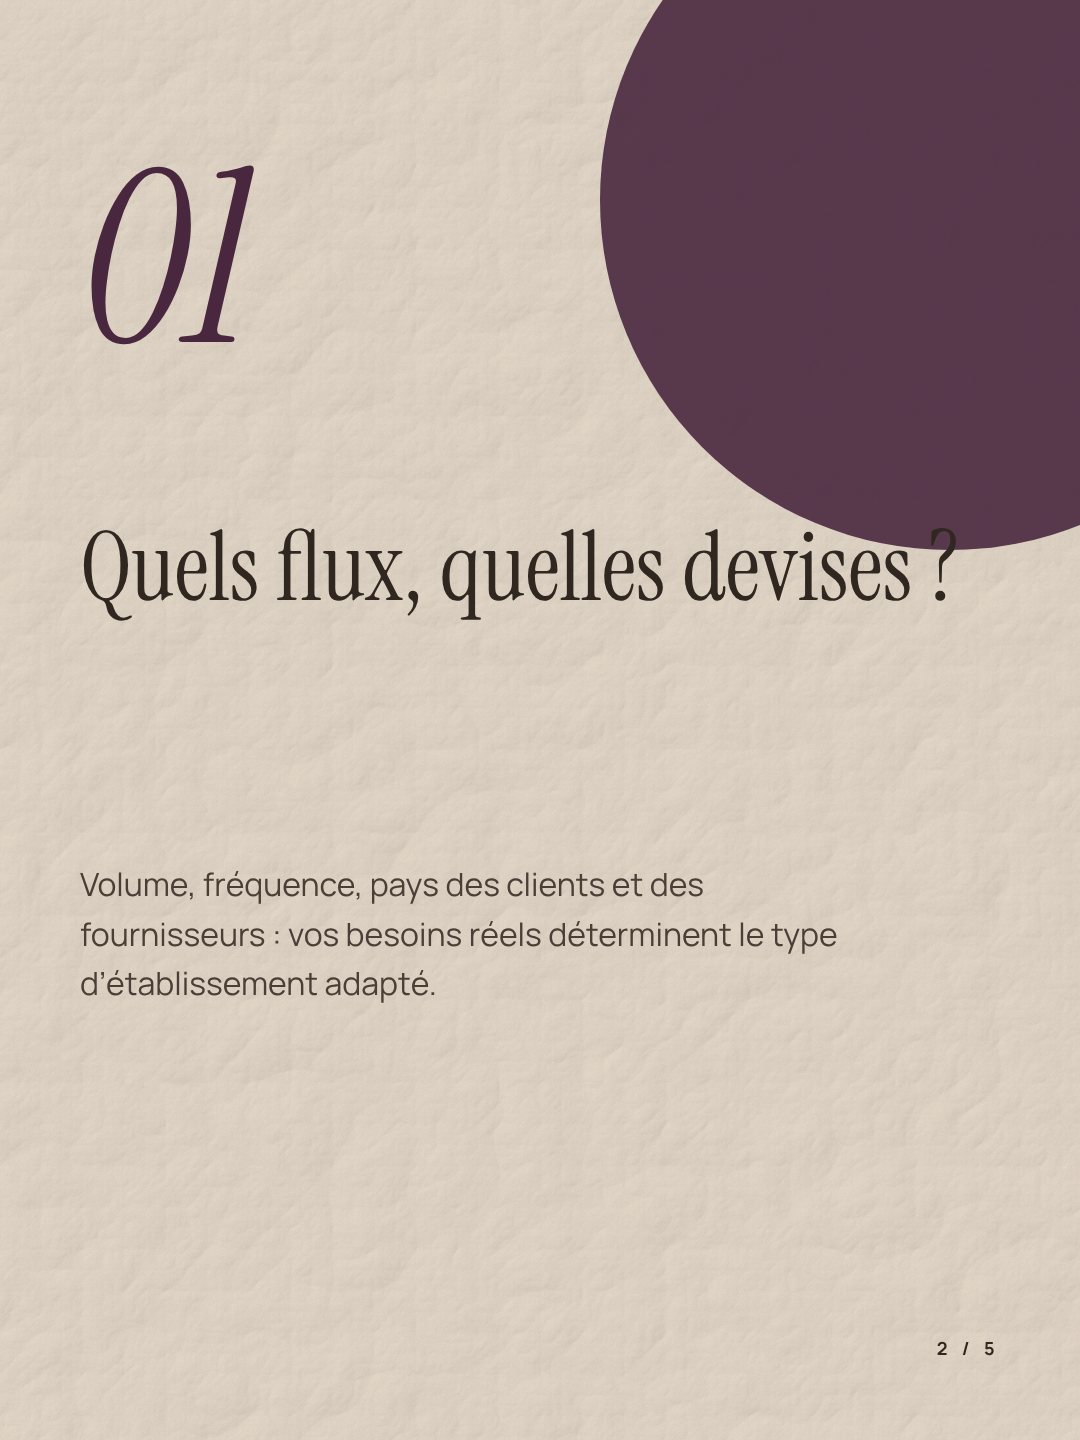 01
Quels flux, quelles devises ?
Volume, fréquence, pays des clients et des
fournisseurs : vos besoins réels déterminent le type
d’établissement adapté.
2 / 5